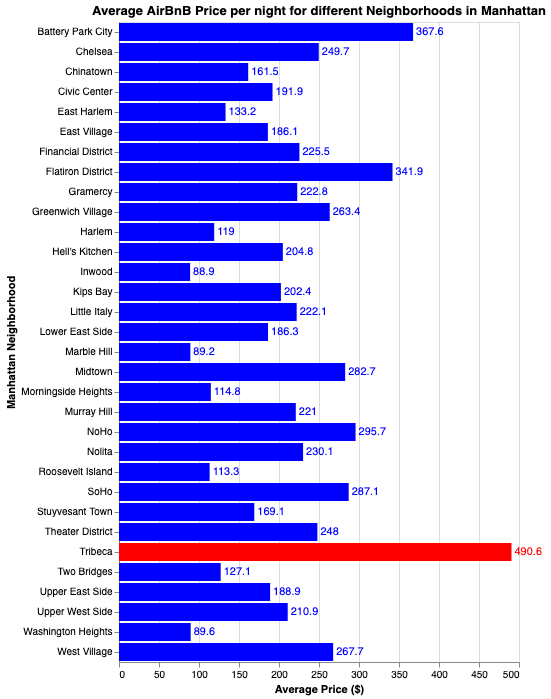 Average AirBnB Price per night for different Neighborhoods in Manhattan
Manhattan Neighborhood
Battery Park City 367.6
Chelsea 249.7
Chinatown 161.5
Civic Center 191.9
East Harlem 133.2
East Village 186.1
Financial District 225.5
Flatiron District 341.9
Gramercy 222.8
Greenwich Village 263.4
Harlem 119
Hell's Kitchen 204.8
Inwood 88.9
Kips Bay 202.4
Little Italy 222.1
Lower East Side 186.3
Marble Hill 89.2
Midtown 282.7
Morningside Heights 114.8
Murray Hill 221
NoHo 295.7
Nolita 230.1
Roosevelt Island 113.3
SoHo 287.1
Stuyvesant Town 169.1
Theater District 248
Tribeca 490.6
Two Bridges 127.1
Upper East Side 188.9
Upper West Side 210.9
Washington Heights 89.6
West Village 267.7
0 50 100 150 200 250 300 350 400 450 500
Average Price ($)